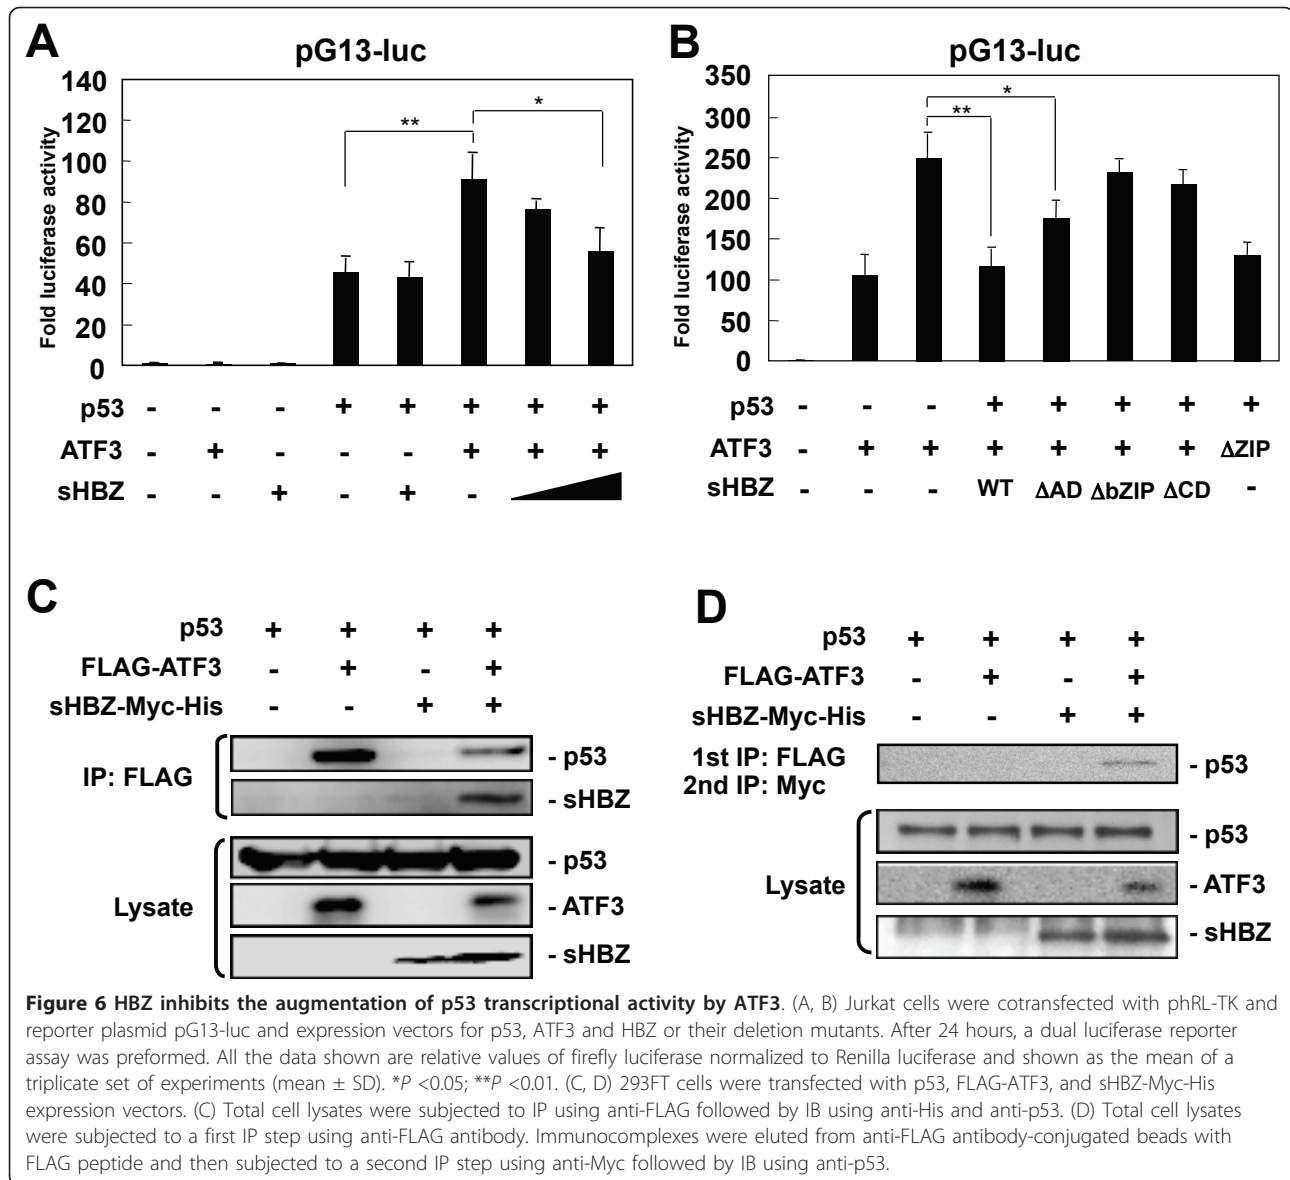 A
pG13-luc
Fold luciferase activity
140
120
100
80
60
40
20
0
**
*
p53 - - - + + + + +
ATF3 - + - - - + + +
sHBZ - - + - + -
B
pG13-luc
Fold luciferase activity
350
300
250
200
150
100
50
0
**
*
p53 - - - + + + + +
ATF3 - + + + + + + ΔZIP
sHBZ - - - WT ΔAD ΔbZIP ΔCD -
C
p53 + + + +
FLAG-ATF3 - + - +
sHBZ-Myc-His - - + +
IP: FLAG
- p53
- sHBZ
Lysate
- p53
- ATF3
- sHBZ
D
p53 + + + +
FLAG-ATF3 - + - +
sHBZ-Myc-His - - + +
1st IP: FLAG
2nd IP: Myc
- p53
Lysate
- p53
- ATF3
- sHBZ
Figure 6 HBZ inhibits the augmentation of p53 transcriptional activity by ATF3. (A, B) Jurkat cells were cotransfected with phRL-TK and
reporter plasmid pG13-luc and expression vectors for p53, ATF3 and HBZ or their deletion mutants. After 24 hours, a dual luciferase reporter
assay was preformed. All the data shown are relative values of firefly luciferase normalized to Renilla luciferase and shown as the mean of a
triplicate set of experiments (mean ± SD). *P <0.05; **P <0.01. (C, D) 293FT cells were transfected with p53, FLAG-ATF3, and sHBZ-Myc-His
expression vectors. (C) Total cell lysates were subjected to IP using anti-FLAG followed by IB using anti-His and anti-p53. (D) Total cell lysates
were subjected to a first IP step using anti-FLAG antibody. Immunocomplexes were eluted from anti-FLAG antibody-conjugated beads with
FLAG peptide and then subjected to a second IP step using anti-Myc followed by IB using anti-p53.